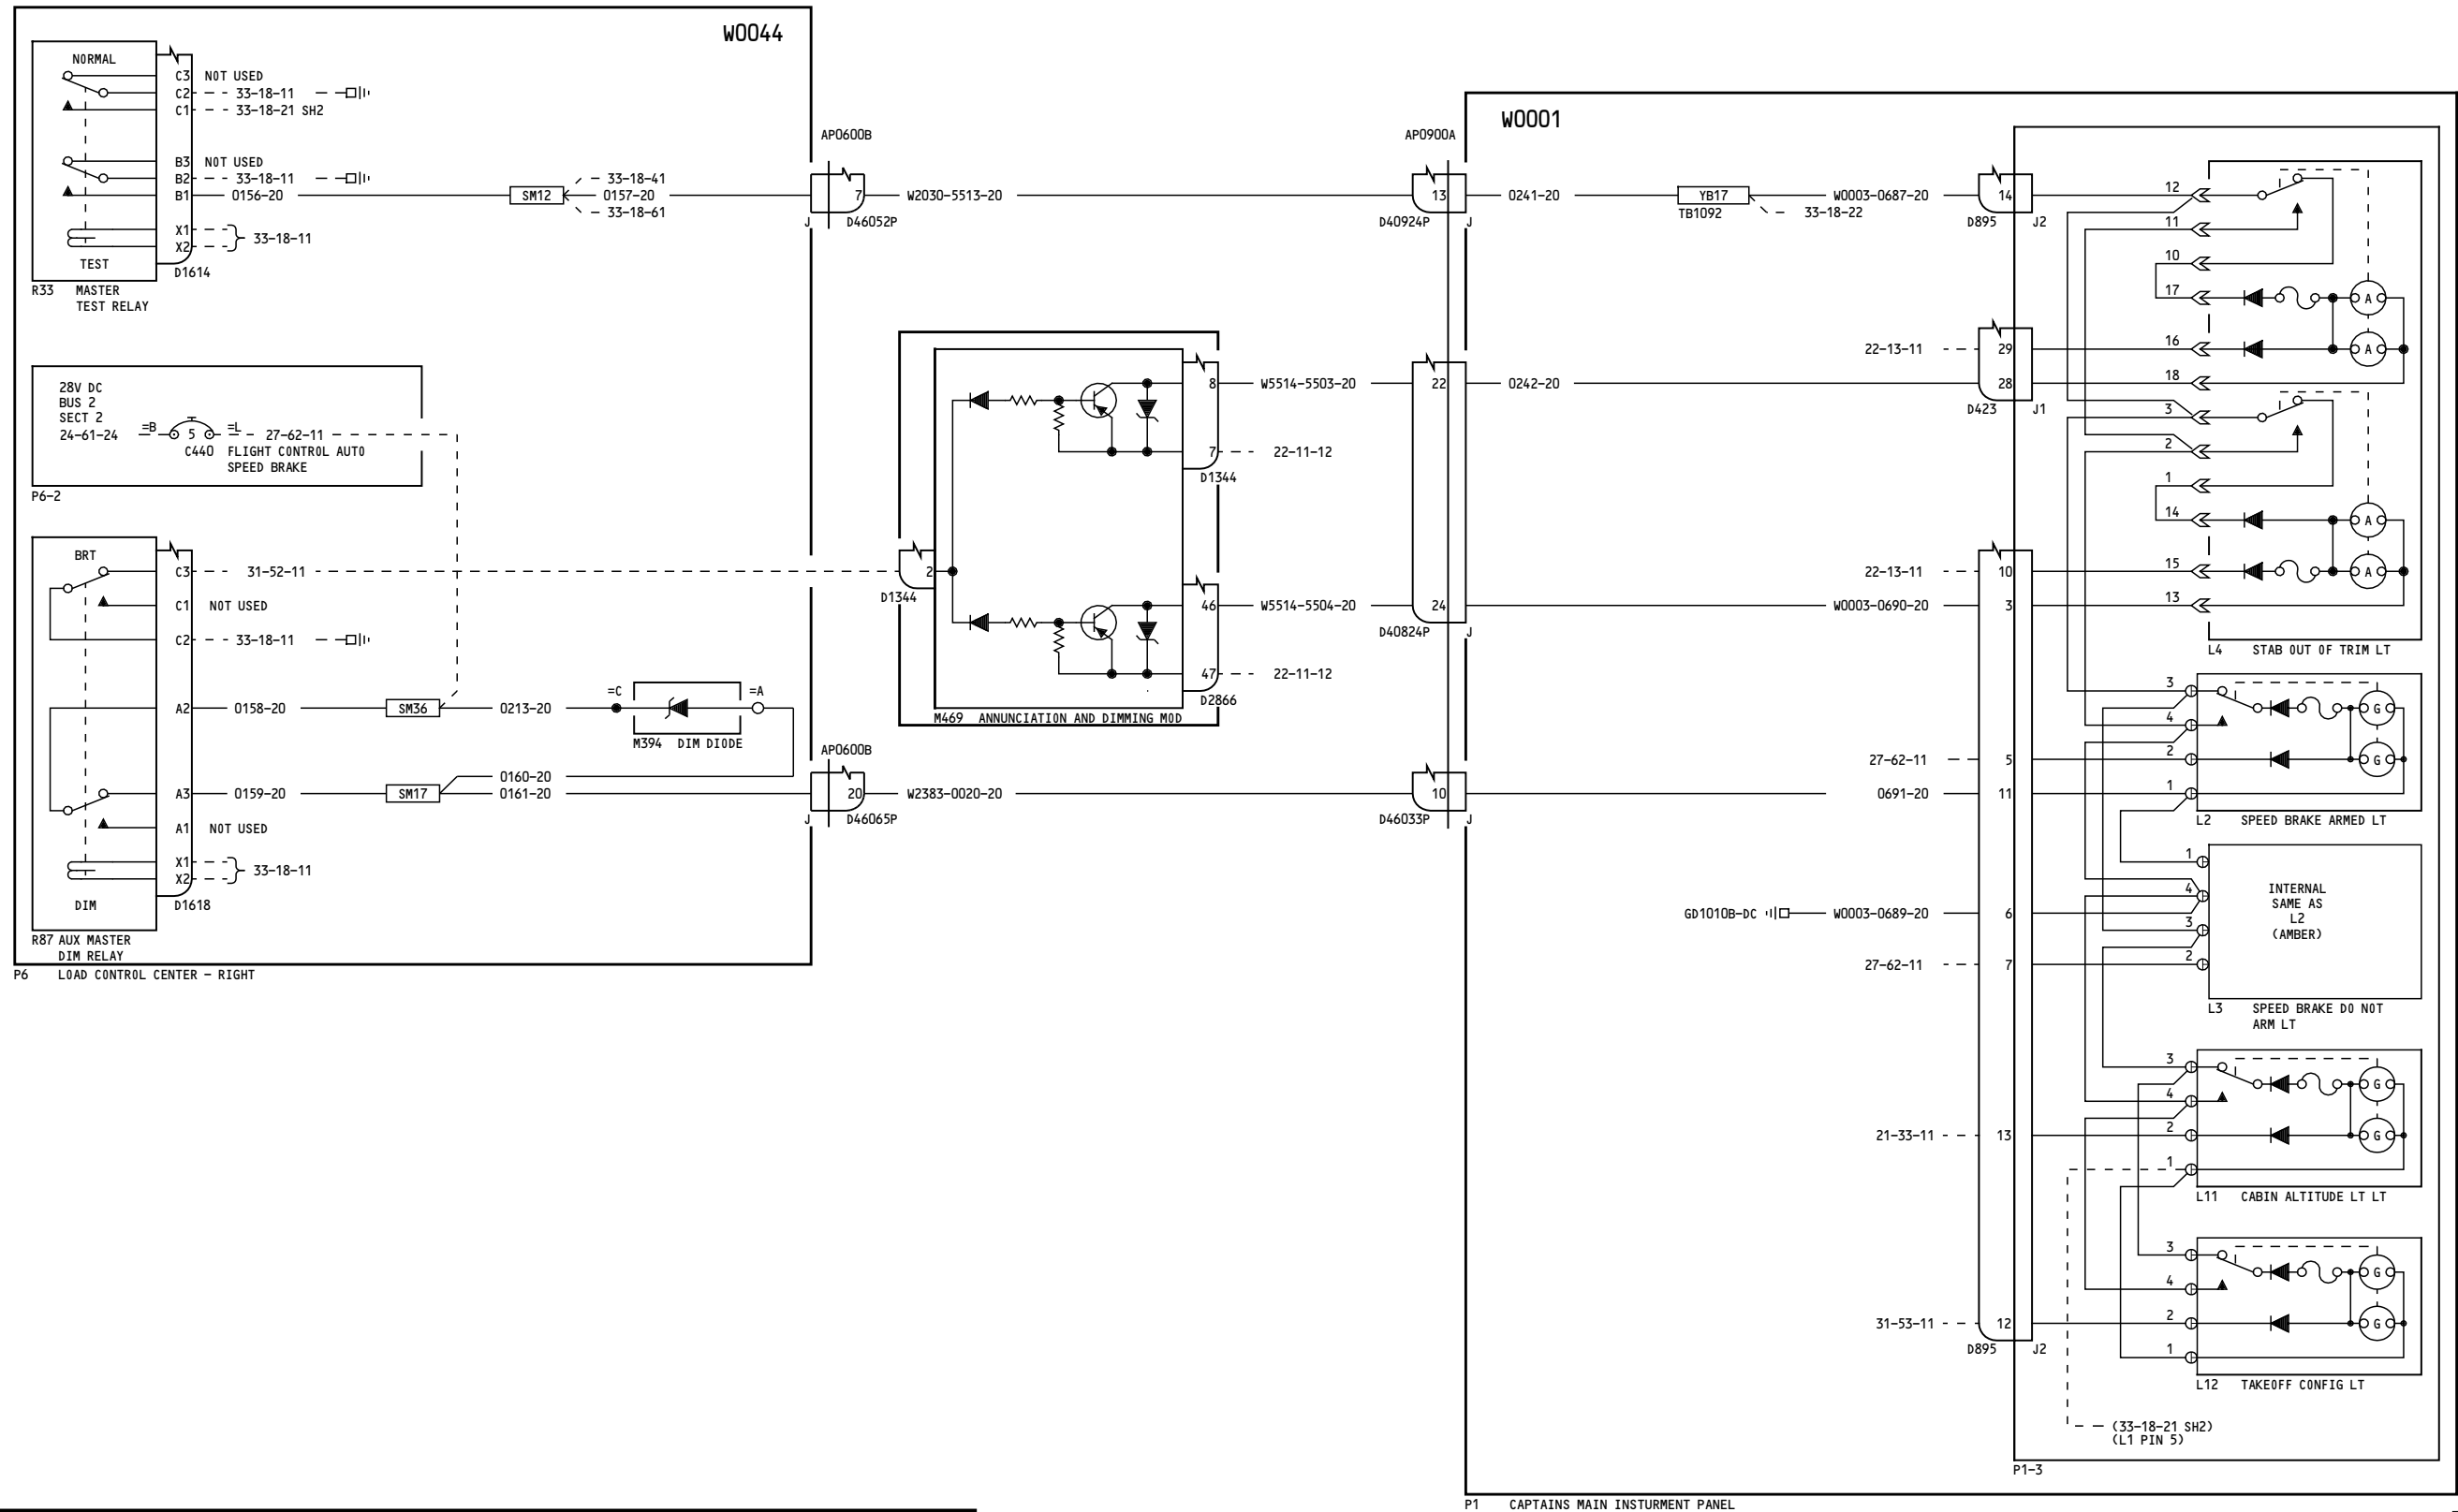 W0044
NORMAL
C3 NOT USED
C2 33-18-11
C1 33-18-21 SH2
B3 NOT USED
B2 33-18-11
B1 0156-20
SM12
33-18-41
0157-20
33-18-61
X1
X2
33-18-11
TEST
D1614
R33 MASTER
TEST RELAY
AP0600B
7
J D46052P
W2030-5513-20
AP0900A
13
D40924P J
W0001
0241-20
YB17
TB1092
33-18-22
W0003-0687-20
14
D895 J2
28V DC
BUS 2
SECT 2
24-61-24
=B
5
=L
27-62-11
C440 FLIGHT CONTROL AUTO
SPEED BRAKE
P6-2
BRT
C3 31-52-11
C1 NOT USED
C2 33-18-11
A2 0158-20
SM36
0213-20
=C
=A
M394 DIM DIODE
A3 0159-20
SM17
0160-20
0161-20
A1 NOT USED
X1
X2
33-18-11
DIM
D1618
R87 AUX MASTER
DIM RELAY
P6 LOAD CONTROL CENTER - RIGHT
AP0600B
20
J D46065P
W2383-0020-20
10
D46033P J
2
D1344
8
W5514-5503-20
7
22-11-12
D1344
46
W5514-5504-20
47
22-11-12
D2866
M469 ANNUNCIATION AND DIMMING MOD
22
0242-20
24
D40824P J
22-13-11
29
28
D423 J1
22-13-11
10
W0003-0690-20
3
27-62-11
5
0691-20
11
GD1010B-DC
W0003-0689-20
6
27-62-11
7
21-33-11
13
31-53-11
12
D895 J2
12
11
10
17
A
16
A
18
3
2
1
14
A
15
A
13
L4 STAB OUT OF TRIM LT
3
G
4
2
G
1
L2 SPEED BRAKE ARMED LT
1
4
3
2
INTERNAL
SAME AS
L2
(AMBER)
L3 SPEED BRAKE DO NOT
ARM LT
3
G
4
2
G
1
L11 CABIN ALTITUDE LT LT
3
G
4
2
G
1
L12 TAKEOFF CONFIG LT
(33-18-21 SH2)
(L1 PIN 5)
P1-3
P1 CAPTAINS MAIN INSTURMENT PANEL